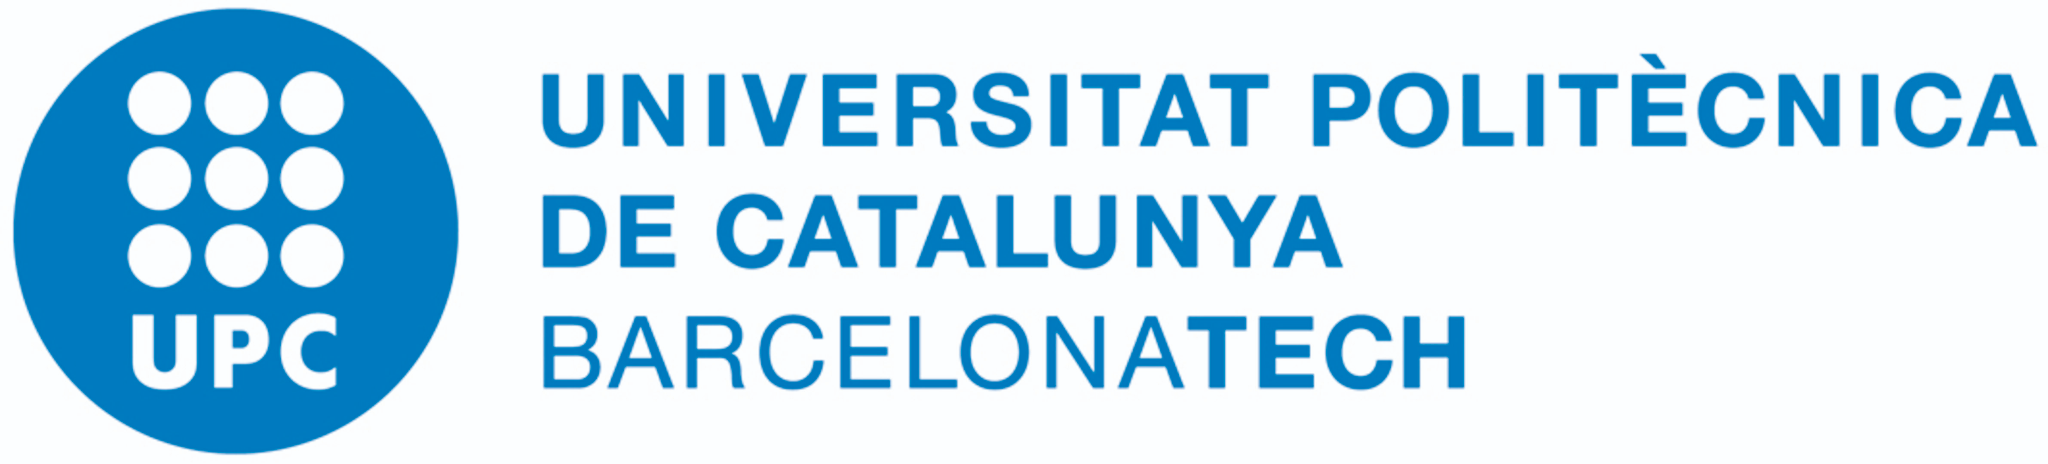 UPC
UNIVERSITAT POLITÈCNICA
DE CATALUNYA
BARCELONATECH